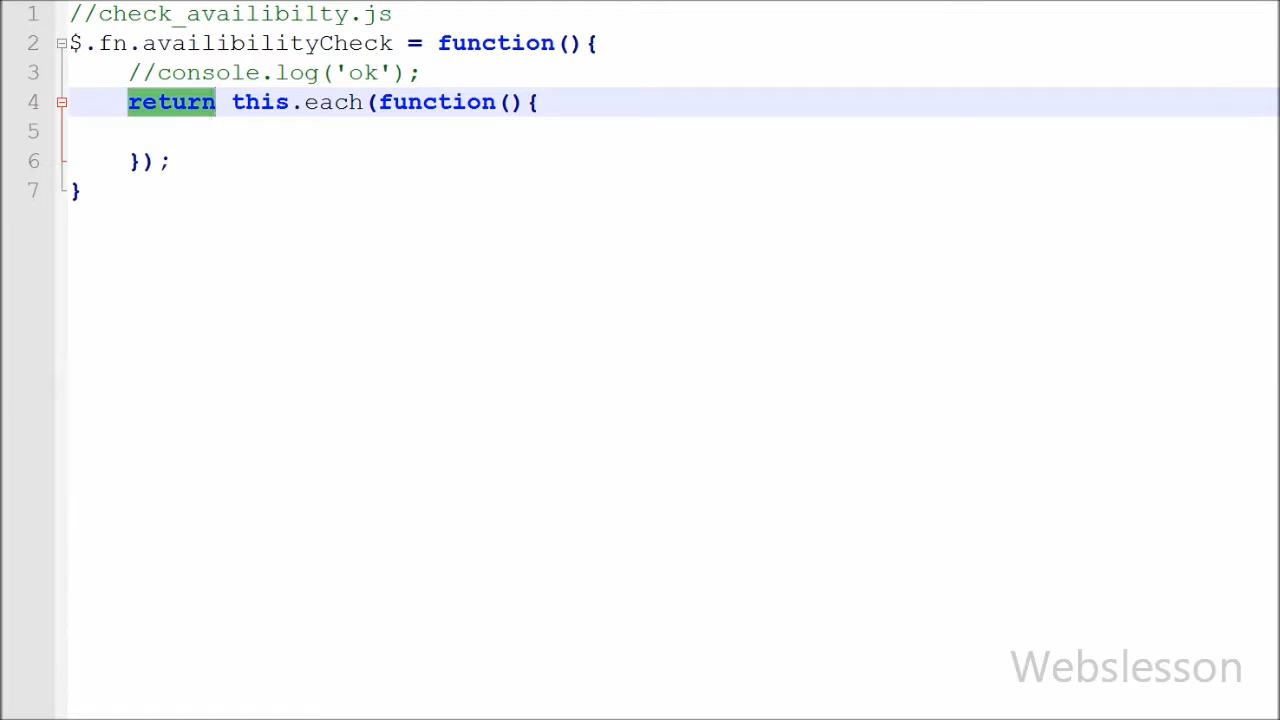 1 //check_availibilty.js
2 $.fn.availibilityCheck = function(){
3 //console.log('ok');
4 return this.each(function(){
5
6 });
7 }
Webslesson